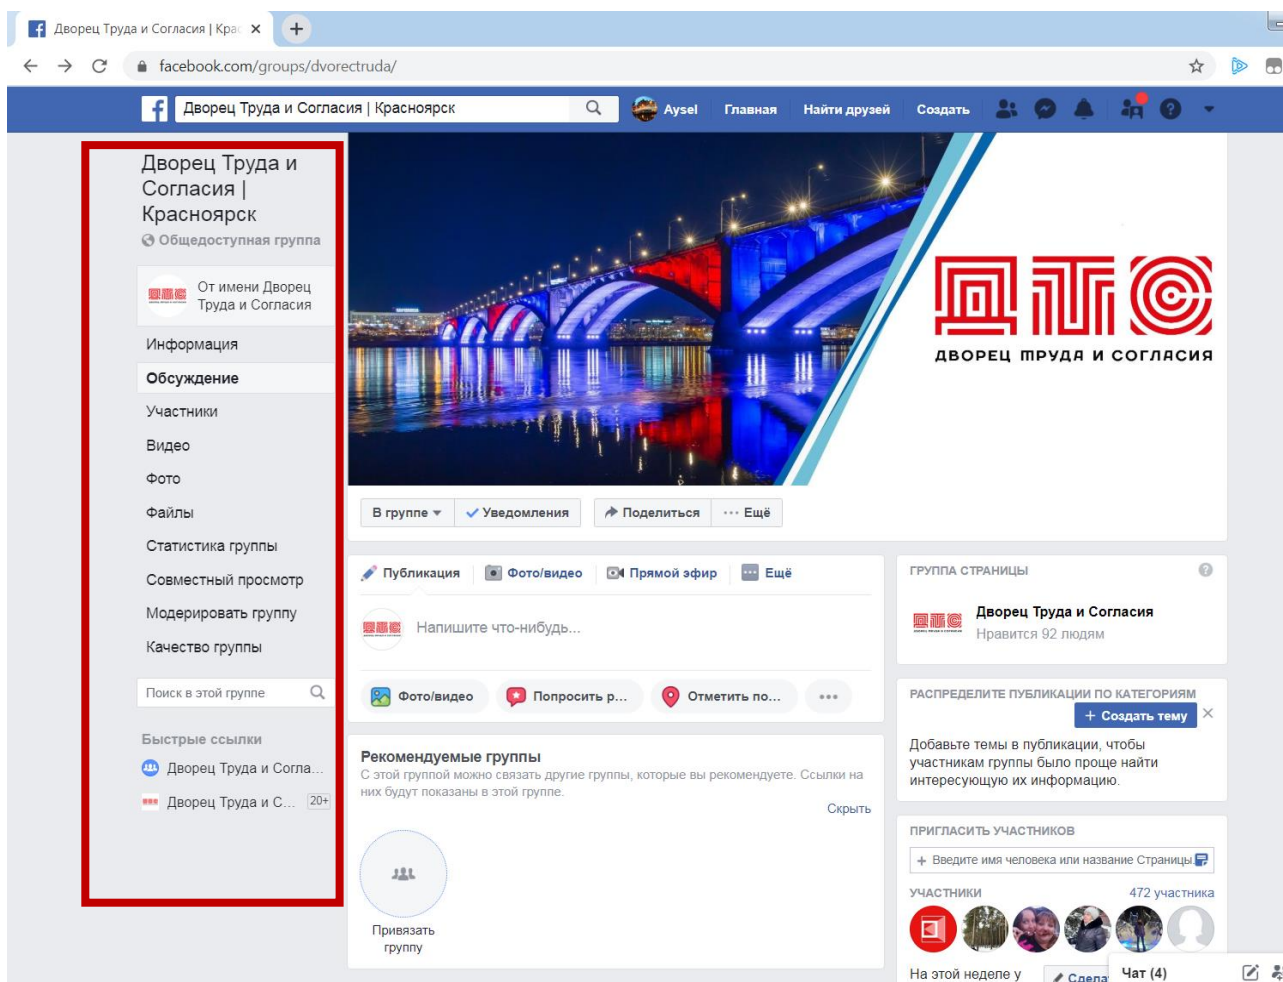 Дворец Труда и Согласия | Крас
facebook.com/groups/dvorectruda/
Дворец Труда и Согласия | Красноярск
Aysel Главная Найти друзей Создать
Дворец Труда и
Согласия |
Красноярск
Общедоступная группа
От имени Дворец
Труда и Согласия
Информация
Обсуждение
Участники
Видео
Фото
Файлы
Статистика группы
Совместный просмотр
Модерировать группу
Качество группы
Поиск в этой группе
Быстрые ссылки
Дворец Труда и Согла...
Дворец Труда и С... 20+
ДТС
ДВОРЕЦ ТРУДА И СОГЛАСИЯ
В группе Уведомления Поделиться ... Ещё
Публикация Фото/видео Прямой эфир Ещё
Напишите что-нибудь...
Фото/видео Попросить р... Отметить по...
Рекомендуемые группы
С этой группой можно связать другие группы, которые вы рекомендуете. Ссылки на
них будут показаны в этой группе.
Скрыть
Привязать
группу
ГРУППА СТРАНИЦЫ
Дворец Труда и Согласия
Нравится 92 людям
РАСПРЕДЕЛИТЕ ПУБЛИКАЦИИ ПО КАТЕГОРИЯМ
+ Создать тему
Добавьте темы в публикации, чтобы
участникам группы было проще найти
интересующую их информацию.
ПРИГЛАСИТЬ УЧАСТНИКОВ
+ Введите имя человека или название Страницы.
УЧАСТНИКИ 472 участника
На этой неделе у
Сдела
Чат (4)